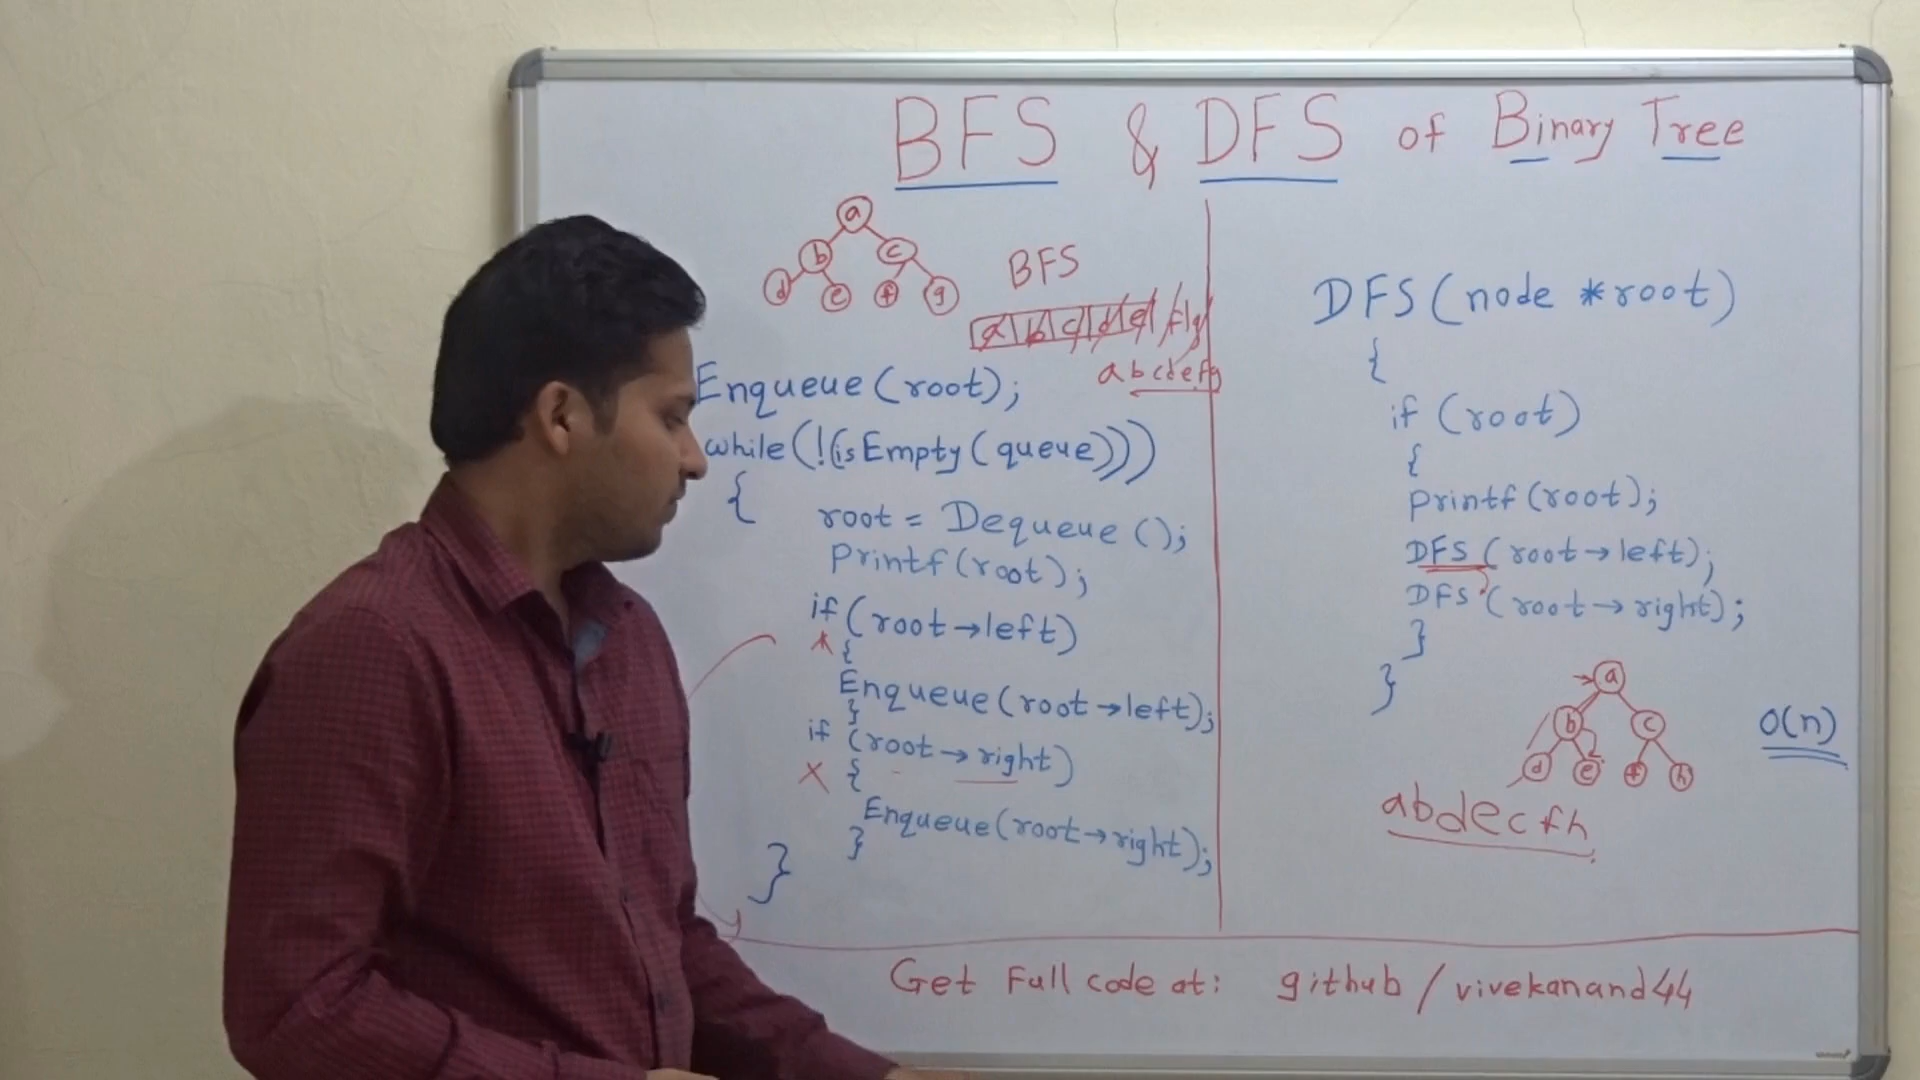 BFS & DFS of Binary Tree
a
b c
d e f g
BFS
a b c d e f g
a b c d e f g
Enqueue(root);
while(!(isEmpty(queue)))
{
root = Dequeue();
Printf(root);
if(root→left)
{
Enqueue(root→left);
}
if (root→right)
{
Enqueue(root→right);
}
}
DFS(node *root)
{
if (root)
{
printf(root);
DFS(root→left);
DFS(root→right);
}
}
a
b c
d e f h
O(n)
abdecfh
Get Full code at: github/vivekanand44